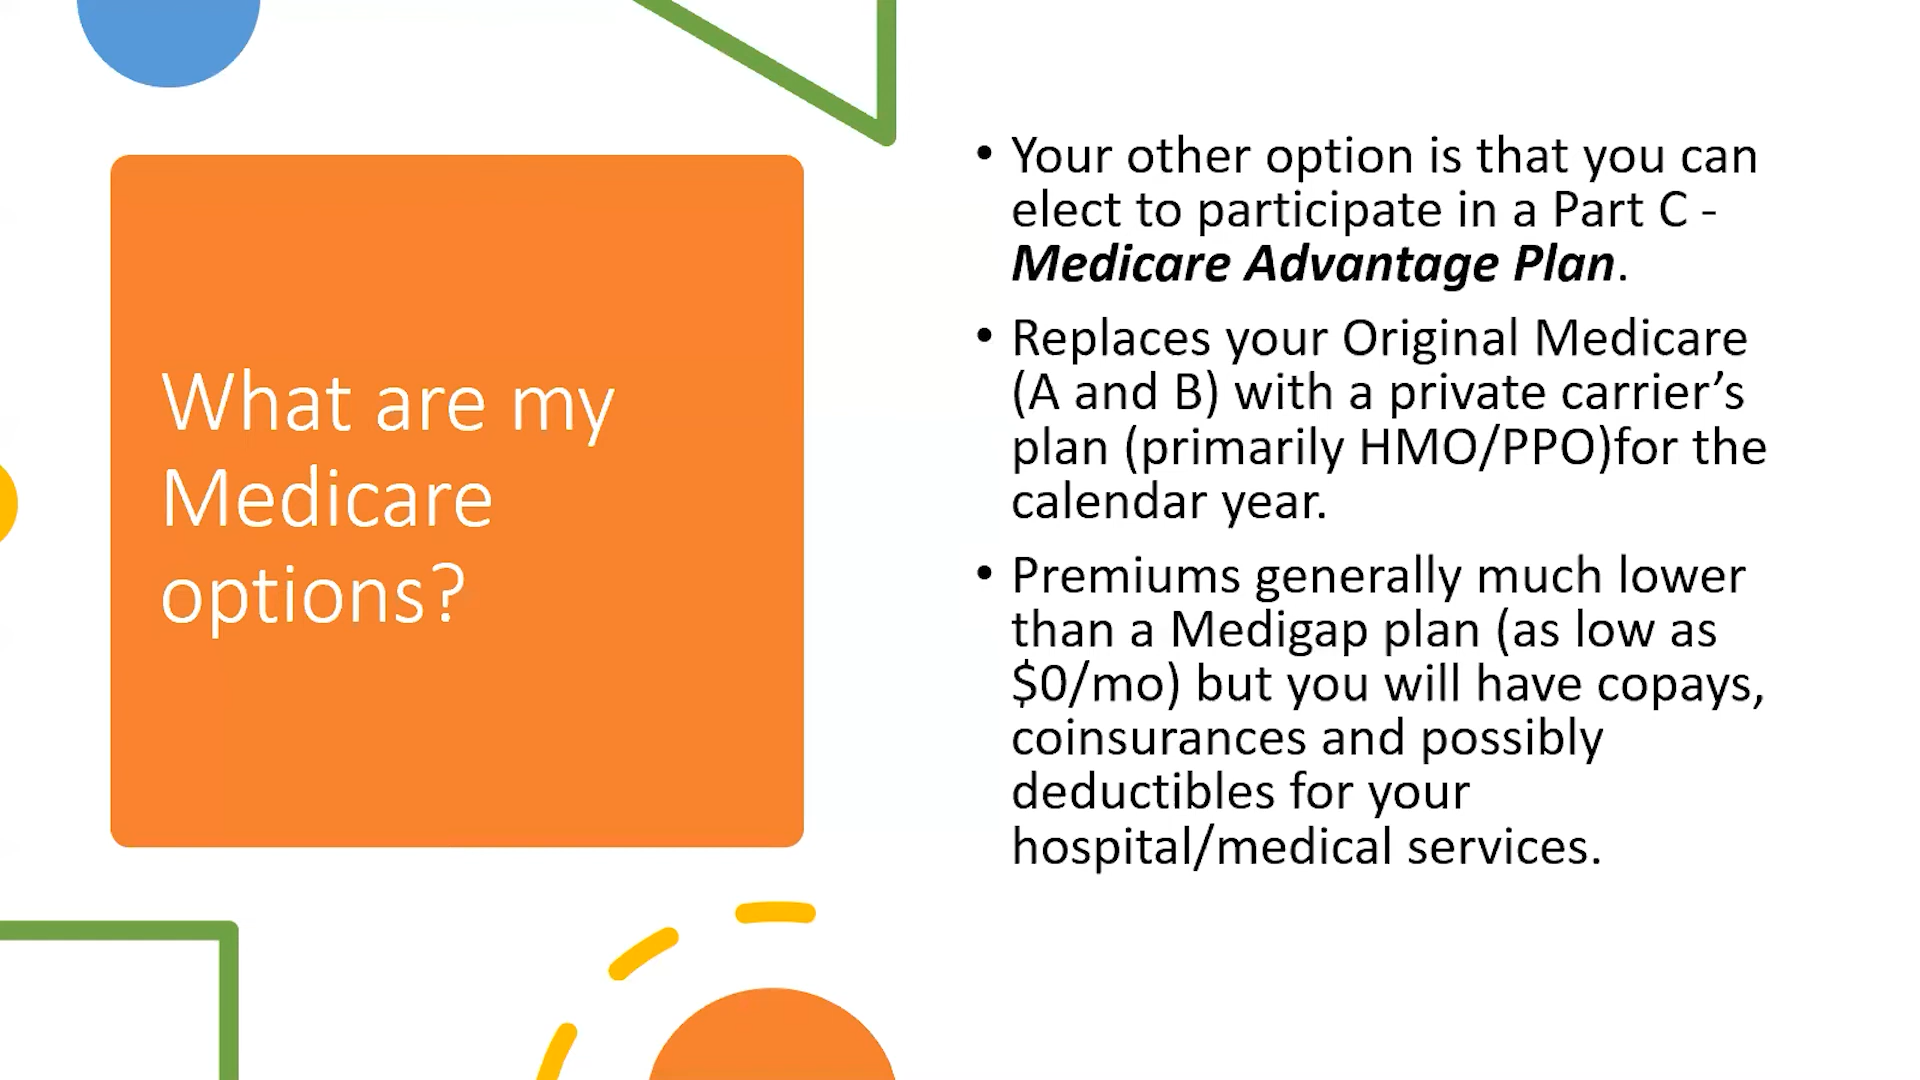 What are my
Medicare
options?
• Your other option is that you can
elect to participate in a Part C -
Medicare Advantage Plan.
• Replaces your Original Medicare
(A and B) with a private carrier’s
plan (primarily HMO/PPO)for the
calendar year.
• Premiums generally much lower
than a Medigap plan (as low as
$0/mo) but you will have copays,
coinsurances and possibly
deductibles for your
hospital/medical services.